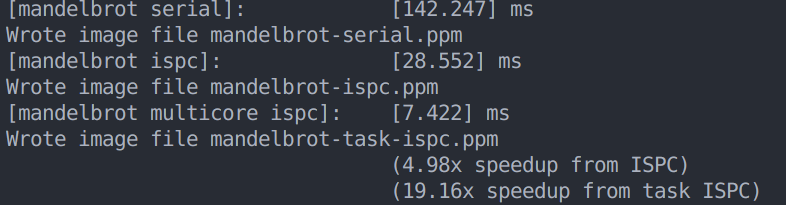 [mandelbrot serial]: [142.247] ms
Wrote image file mandelbrot-serial.ppm
[mandelbrot ispc]: [28.552] ms
Wrote image file mandelbrot-ispc.ppm
[mandelbrot multicore ispc]: [7.422] ms
Wrote image file mandelbrot-task-ispc.ppm
(4.98x speedup from ISPC)
(19.16x speedup from task ISPC)